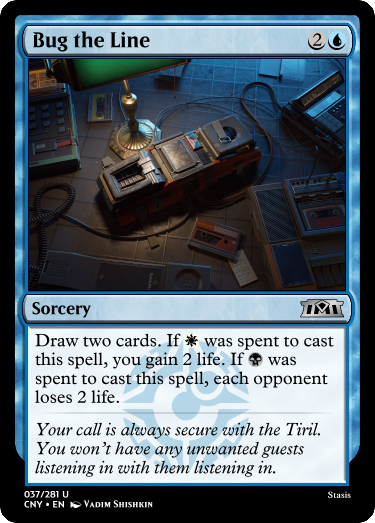 Bug the Line 2
Sorcery
Draw two cards. If was spent to cast
this spell, you gain 2 life. If was
spent to cast this spell, each opponent
loses 2 life.
Your call is always secure with the Tiril.
You won't have any unwanted guests
listening in with them listening in.
037/281 U
CNY • EN Vadim Shishkin
Stasis